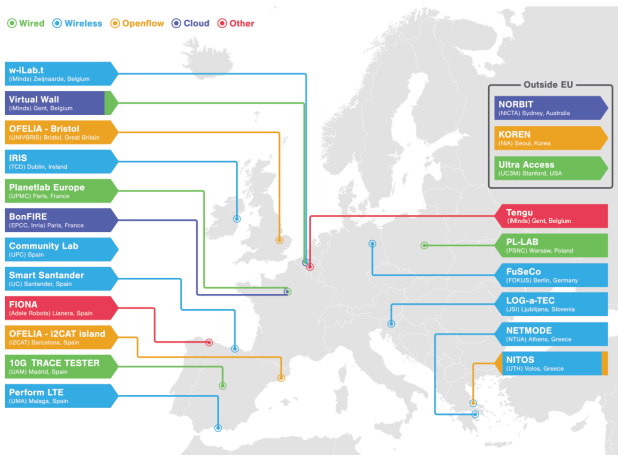 Wired Wireless Openflow Cloud Other
w-iLab.t
(iMinds) Zwijnaarde, Belgium
Virtual Wall
(iMinds) Gent, Belgium
OFELIA - Bristol
(UNIVBRIS) Bristol, Great Britain
IRIS
(TCD) Dublin, Ireland
Planetlab Europe
(UPMC) Paris, France
BonFIRE
(EPCC, Inria) Paris, France
Community Lab
(UPC) Spain
Smart Santander
(UC) Santander, Spain
FIONA
(Adele Robots) Llanera, Spain
OFELIA - i2CAT island
(i2CAT) Barcelona, Spain
10G TRACE TESTER
(UAM) Madrid, Spain
Perform LTE
(UMA) Malaga, Spain
Outside EU
NORBIT
(NICTA) Sydney, Australia
KOREN
(NIA) Seoul, Korea
Ultra Access
(UC3M) Stanford, USA
Tengu
(iMinds) Gent, Belgium
PL-LAB
(PSNC) Warsaw, Poland
FuSeCo
(FOKUS) Berlin, Germany
LOG-a-TEC
(JSI) Ljubljana, Slovenia
NETMODE
(NTUA) Athens, Greece
NITOS
(UTH) Volos, Greece